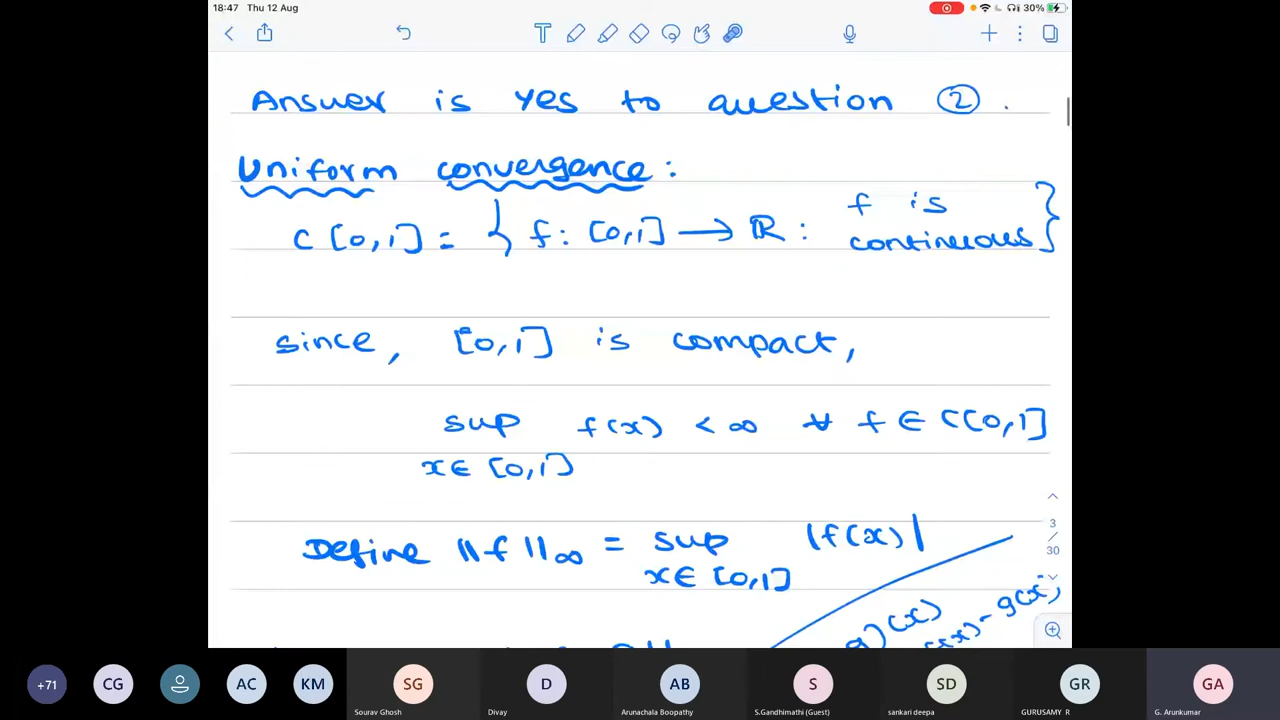 18:47 Thu 12 Aug
30%
Answer is yes to question ②.
Uniform convergence:
C[0,1] = { f: [0,1] → ℝ : f is continuous }
since, [0,1] is compact,
sup f(x) < ∞ ∀ f ∈ C[0,1]
x∈ [0,1]
Define ||f||∞ = sup |f(x)|
x∈ [0,1]
3 / 30
+71
CG
AC
KM
SG
D
AB
S
SD
GR
GA
Sourav Ghosh
Divay
Arunachala Boopathy
S.Gandhimathi (Guest)
sankari deepa
GURUSAMY R
G. Arunkumar